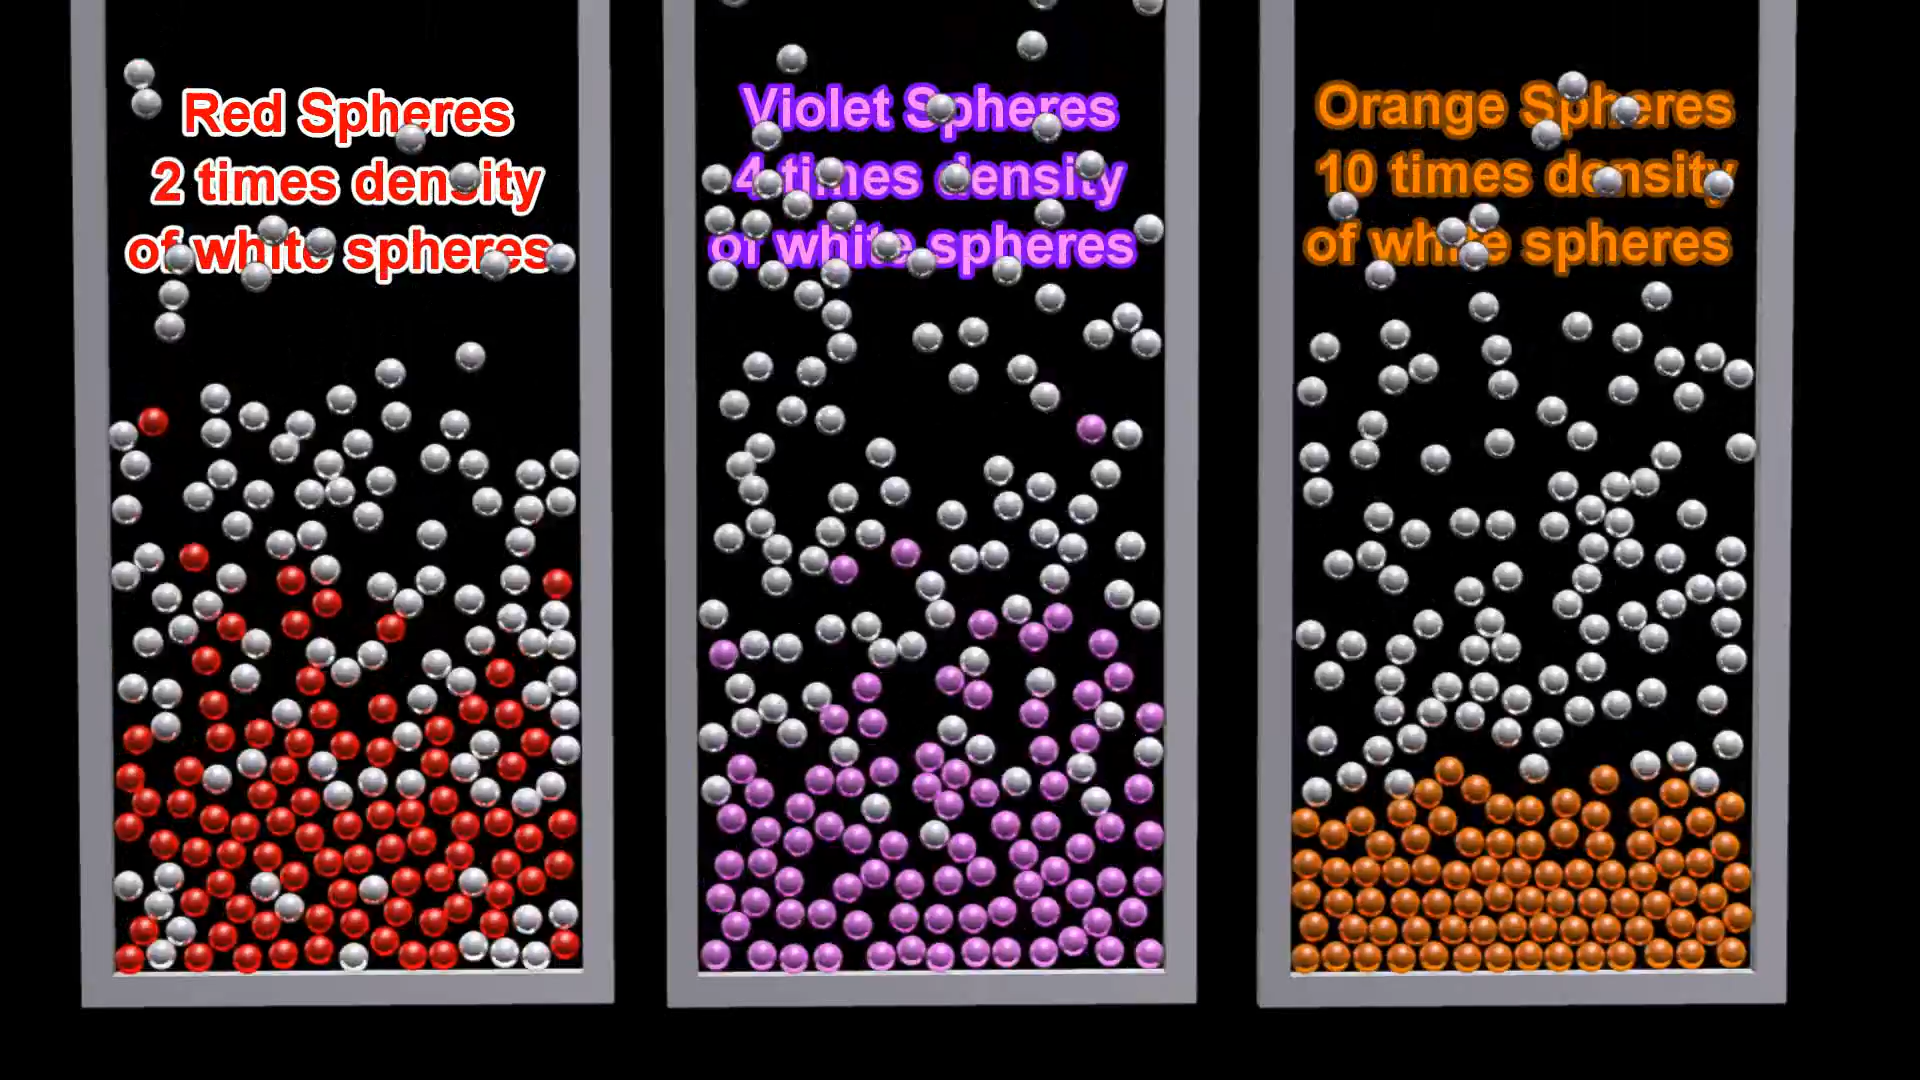 Red Spheres
2 times density
of white spheres
Violet Spheres
4 times density
of white spheres
Orange Spheres
10 times density
of white spheres